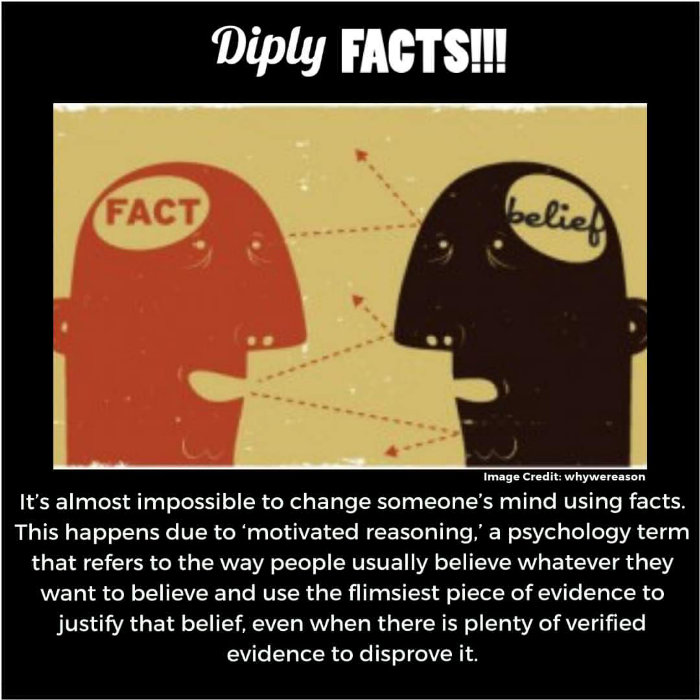 Diply FACTS!!!
FACT
belief
Image Credit: whywereason
It's almost impossible to change someone's mind using facts.
This happens due to ‘motivated reasoning,’ a psychology term
that refers to the way people usually believe whatever they
want to believe and use the flimsiest piece of evidence to
justify that belief, even when there is plenty of verified
evidence to disprove it.